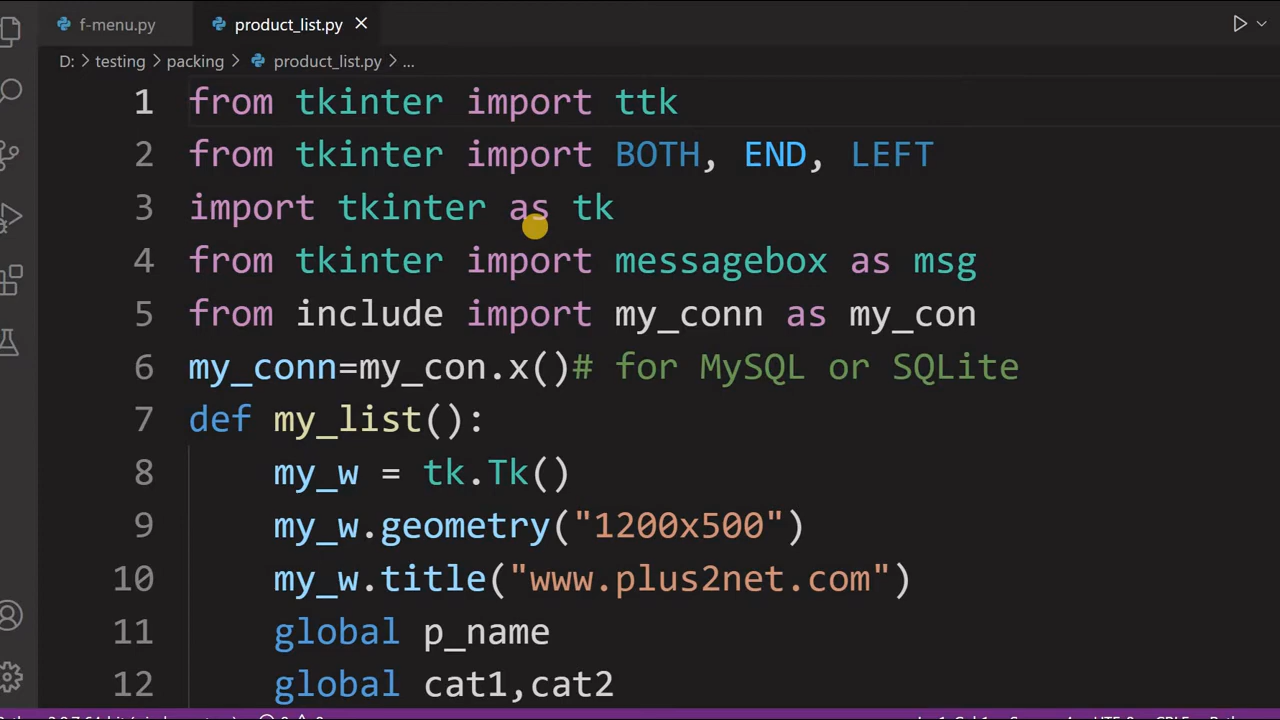 f-menu.py product_list.py
D: > testing > packing > product_list.py > ...
1 from tkinter import ttk
2 from tkinter import BOTH, END, LEFT
3 import tkinter as tk
4 from tkinter import messagebox as msg
5 from include import my_conn as my_con
6 my_conn=my_con.x()# for MySQL or SQLite
7 def my_list():
8 my_w = tk.Tk()
9 my_w.geometry("1200x500")
10 my_w.title("www.plus2net.com")
11 global p_name
12 global cat1,cat2